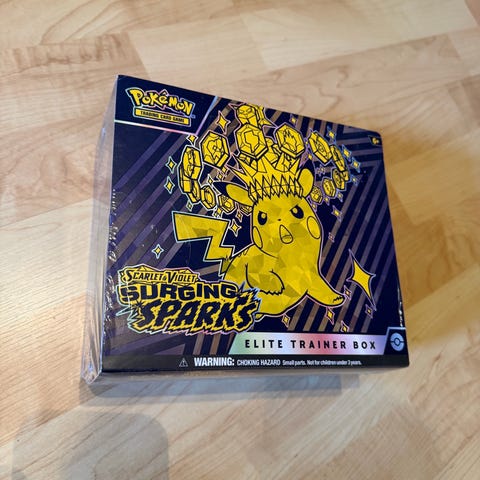 POKÉMON
TRADING CARD GAME
6+
SCARLET & VIOLET
SURGING
SPARKS
ELITE TRAINER BOX
WARNING: CHOKING HAZARD Small parts. Not for children under 3 years.